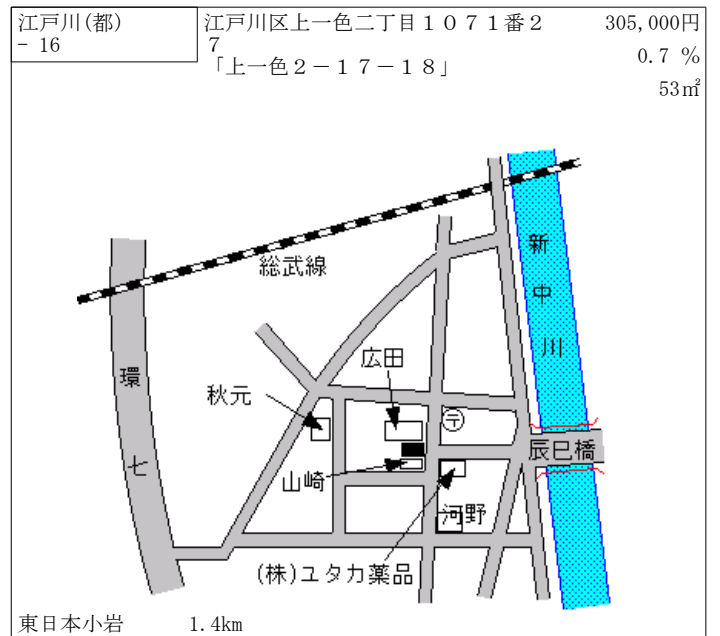 江戸川(都)
- 16
江戸川区上一色二丁目１０７１番２
７
「上一色２－１７－１８」
305,000円
0.7 %
53㎡
総武線
新中川
環七
広田
秋元
〒
辰巳橋
山崎
河野
(株)ユタカ薬品
東日本小岩 1.4km